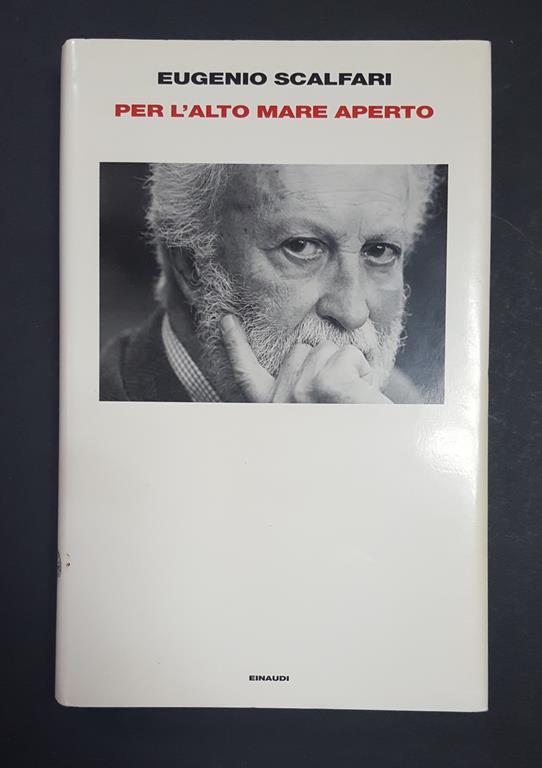 EUGENIO SCALFARI
PER L'ALTO MARE APERTO
EINAUDI